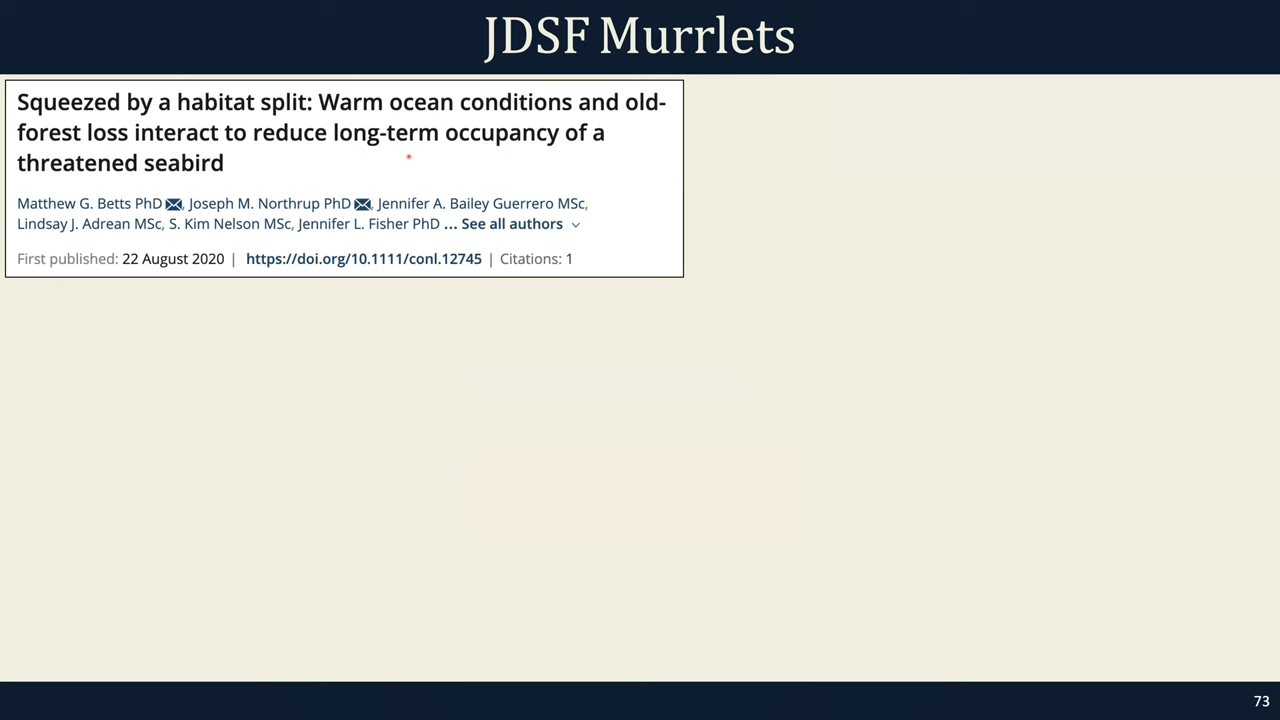 JDSF Murrlets
Squeezed by a habitat split: Warm ocean conditions and old-
forest loss interact to reduce long-term occupancy of a
threatened seabird
Matthew G. Betts PhD, Joseph M. Northrup PhD, Jennifer A. Bailey Guerrero MSc,
Lindsay J. Adrean MSc, S. Kim Nelson MSc, Jennifer L. Fisher PhD ... See all authors
First published: 22 August 2020 | https://doi.org/10.1111/conl.12745 | Citations: 1
73